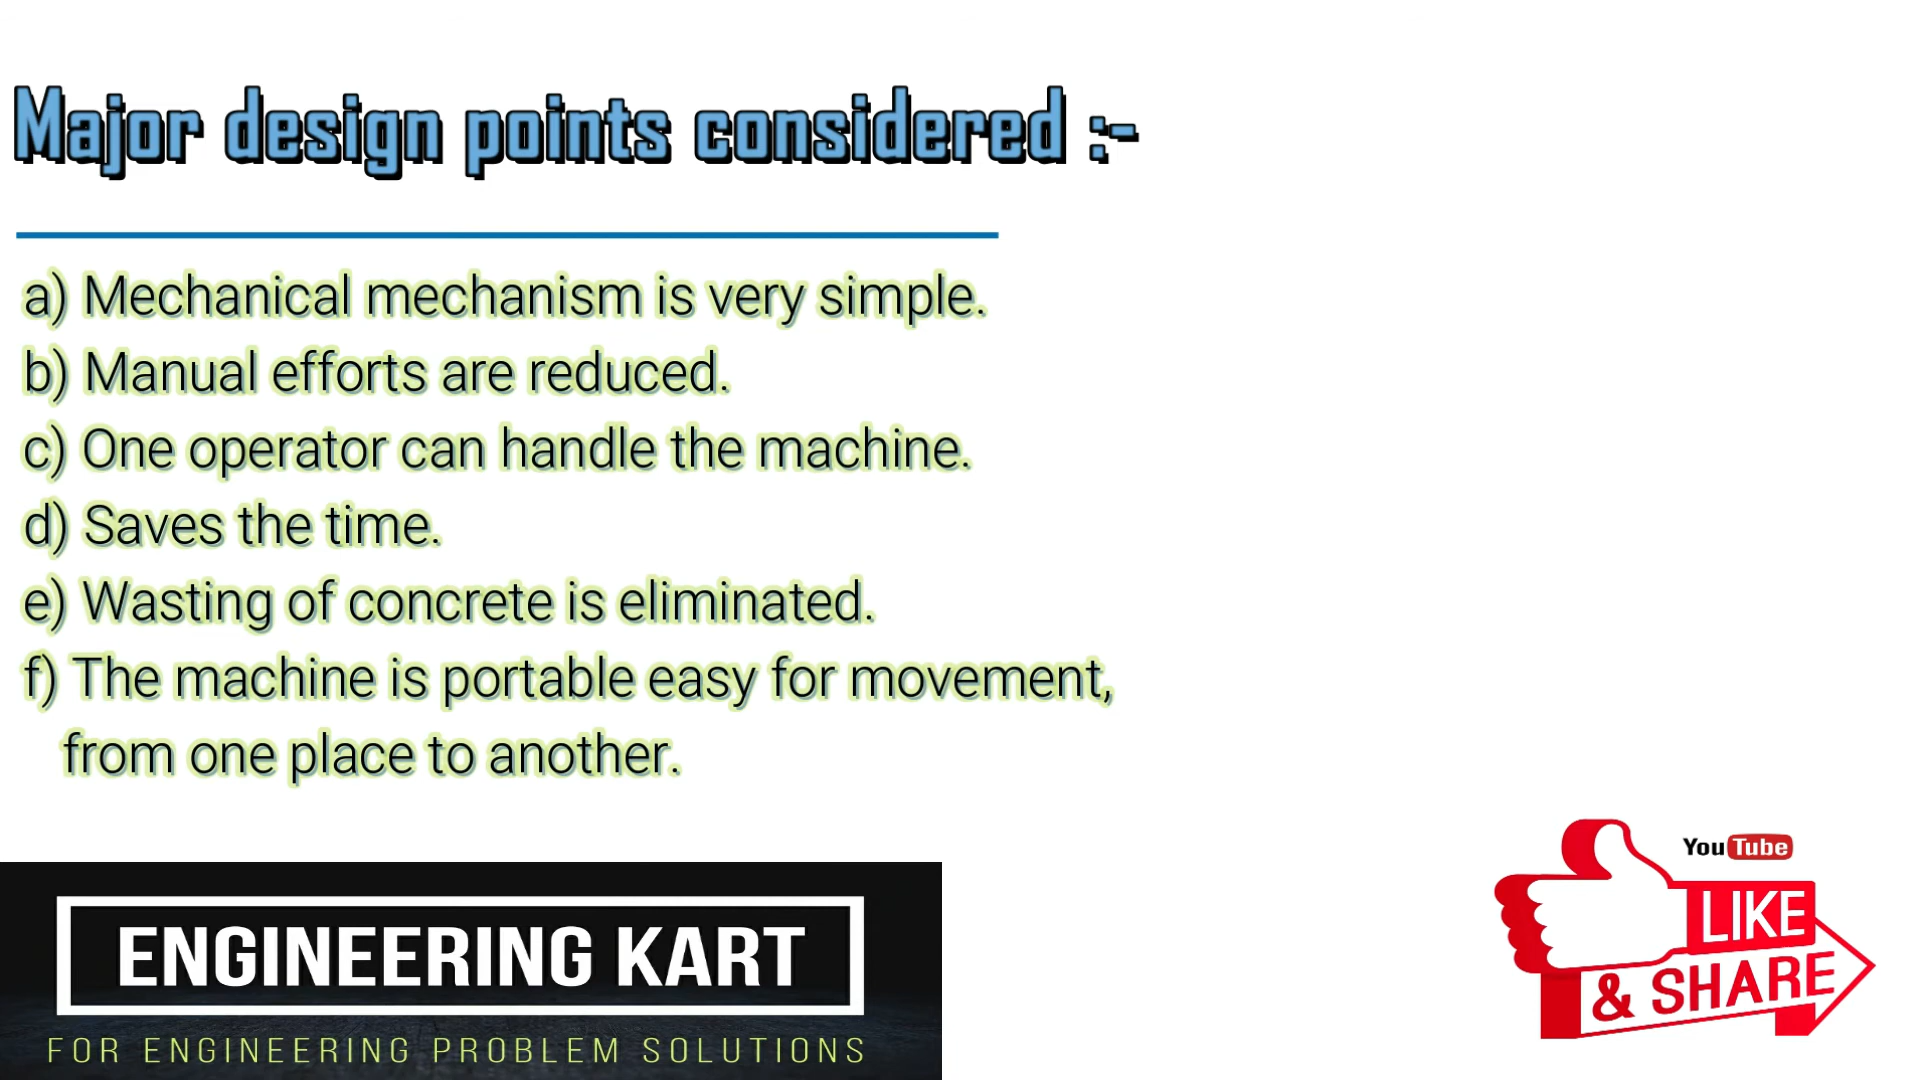 Major design points considered :-
a) Mechanical mechanism is very simple.
b) Manual efforts are reduced.
c) One operator can handle the machine.
d) Saves the time.
e) Wasting of concrete is eliminated.
f) The machine is portable easy for movement,
from one place to another.
ENGINEERING KART
FOR ENGINEERING PROBLEM SOLUTIONS
YouTube
LIKE
& SHARE